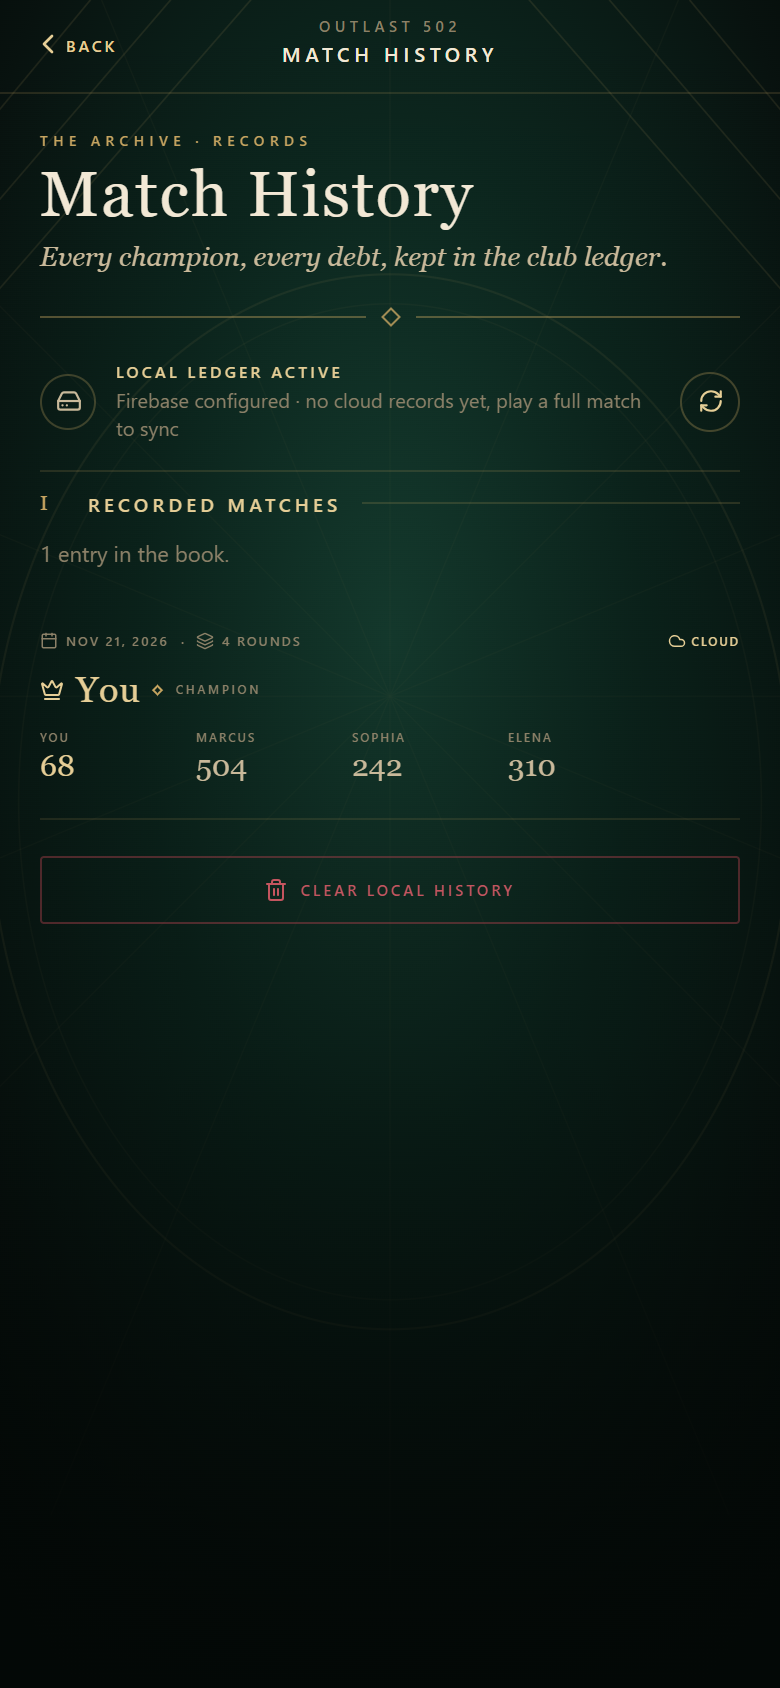 OUTLAST 502
BACK
MATCH HISTORY
THE ARCHIVE · RECORDS
Match History
Every champion, every debt, kept in the club ledger.
LOCAL LEDGER ACTIVE
Firebase configured · no cloud records yet, play a full match
to sync
I RECORDED MATCHES
1 entry in the book.
NOV 21, 2026 · 4 ROUNDS CLOUD
You CHAMPION
YOU MARCUS SOPHIA ELENA
68 504 242 310
CLEAR LOCAL HISTORY